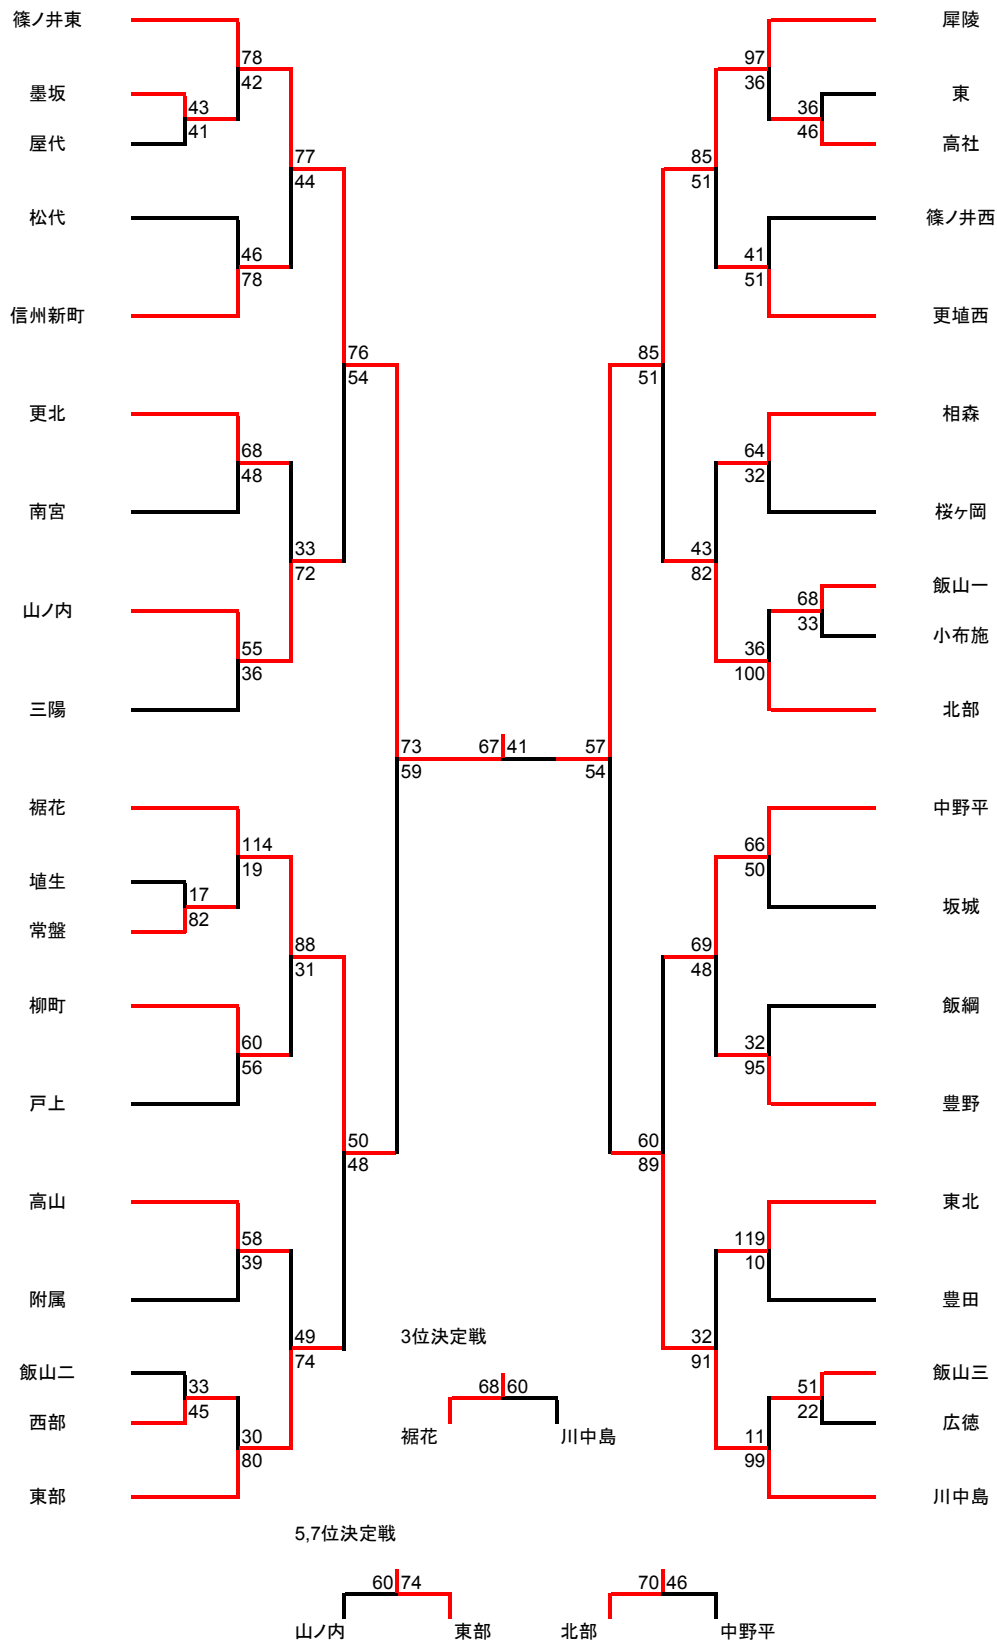 篠ノ井東
犀陵
78
97
42
36
墨坂
東
43
36
41
46
屋代
高社
77
85
44
51
松代
篠ノ井西
46
41
78
51
信州新町
更埴西
76
85
54
51
更北
相森
68
64
48
32
南宮
桜ヶ岡
33
43
72
82
飯山一
山ノ内
68
33
小布施
55
36
36
100
三陽
北部
73
67
41
57
59
54
裾花
中野平
114
66
19
50
埴生
17
82
坂城
常盤
88
69
31
48
柳町
飯綱
60
32
56
95
戸上
豊野
50
60
48
89
高山
東北
58
119
39
10
附属
豊田
49
32
74
91
3位決定戦
飯山二
飯山三
33
68
60
51
45
22
西部
裾花
川中島
広徳
30
11
80
99
東部
川中島
5,7位決定戦
60
74
70
46
山ノ内
東部
北部
中野平